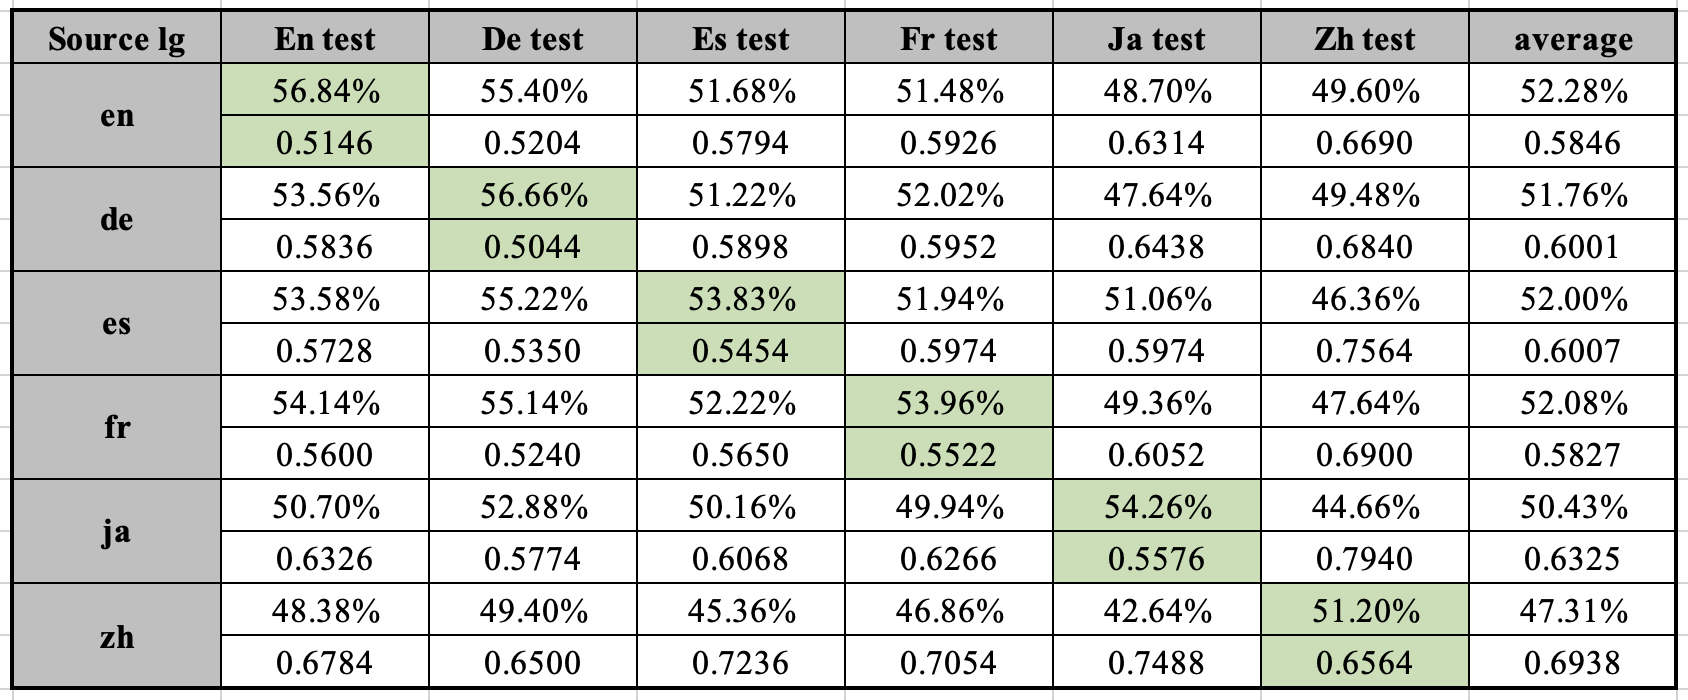 Source lg En test De test Es test Fr test Ja test Zh test average
en 56.84% 55.40% 51.68% 51.48% 48.70% 49.60% 52.28%
0.5146 0.5204 0.5794 0.5926 0.6314 0.6690 0.5846
de 53.56% 56.66% 51.22% 52.02% 47.64% 49.48% 51.76%
0.5836 0.5044 0.5898 0.5952 0.6438 0.6840 0.6001
es 53.58% 55.22% 53.83% 51.94% 51.06% 46.36% 52.00%
0.5728 0.5350 0.5454 0.5974 0.5974 0.7564 0.6007
fr 54.14% 55.14% 52.22% 53.96% 49.36% 47.64% 52.08%
0.5600 0.5240 0.5650 0.5522 0.6052 0.6900 0.5827
ja 50.70% 52.88% 50.16% 49.94% 54.26% 44.66% 50.43%
0.6326 0.5774 0.6068 0.6266 0.5576 0.7940 0.6325
zh 48.38% 49.40% 45.36% 46.86% 42.64% 51.20% 47.31%
0.6784 0.6500 0.7236 0.7054 0.7488 0.6564 0.6938